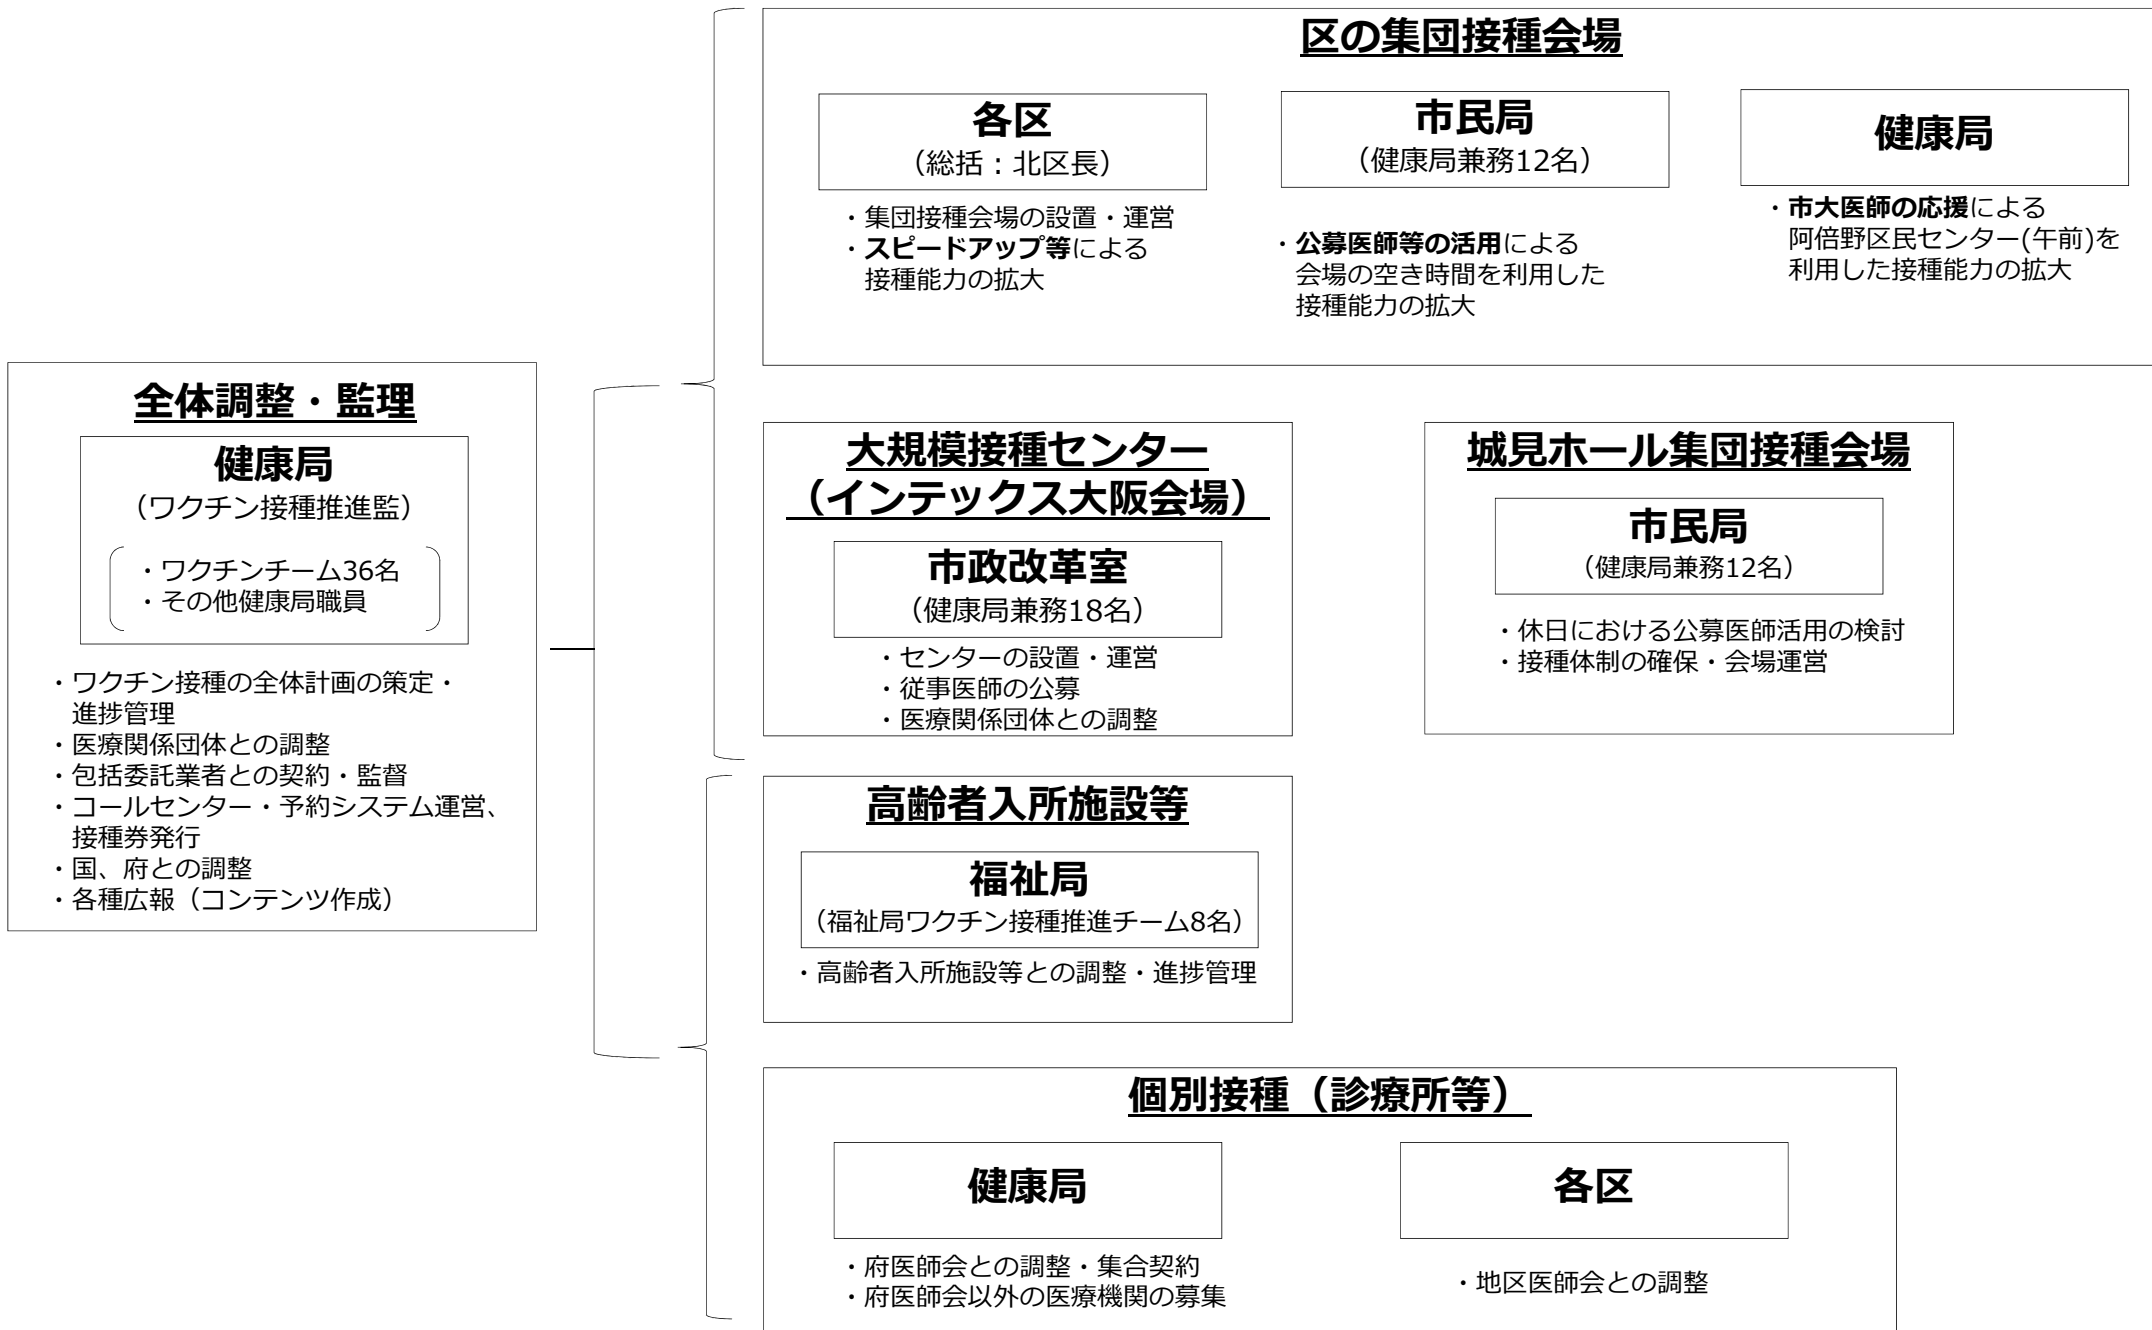 全体調整・監理
健康局
（ワクチン接種推進監）
・ワクチンチーム36名
・その他健康局職員
・ワクチン接種の全体計画の策定・
進捗管理
・医療関係団体との調整
・包括委託業者との契約・監督
・コールセンター・予約システム運営、
接種券発行
・国、府との調整
・各種広報（コンテンツ作成）
区の集団接種会場
各区
（総括：北区長）
・集団接種会場の設置・運営
・スピードアップ等による
接種能力の拡大
市民局
（健康局兼務12名）
・公募医師等の活用による
会場の空き時間を利用した
接種能力の拡大
健康局
・市大医師の応援による
阿倍野区民センター(午前)を
利用した接種能力の拡大
大規模接種センター
（インテックス大阪会場）
市政改革室
（健康局兼務18名）
・センターの設置・運営
・従事医師の公募
・医療関係団体との調整
城見ホール集団接種会場
市民局
（健康局兼務12名）
・休日における公募医師活用の検討
・接種体制の確保・会場運営
高齢者入所施設等
福祉局
（福祉局ワクチン接種推進チーム8名）
・高齢者入所施設等との調整・進捗管理
個別接種（診療所等）
健康局
・府医師会との調整・集合契約
・府医師会以外の医療機関の募集
各区
・地区医師会との調整